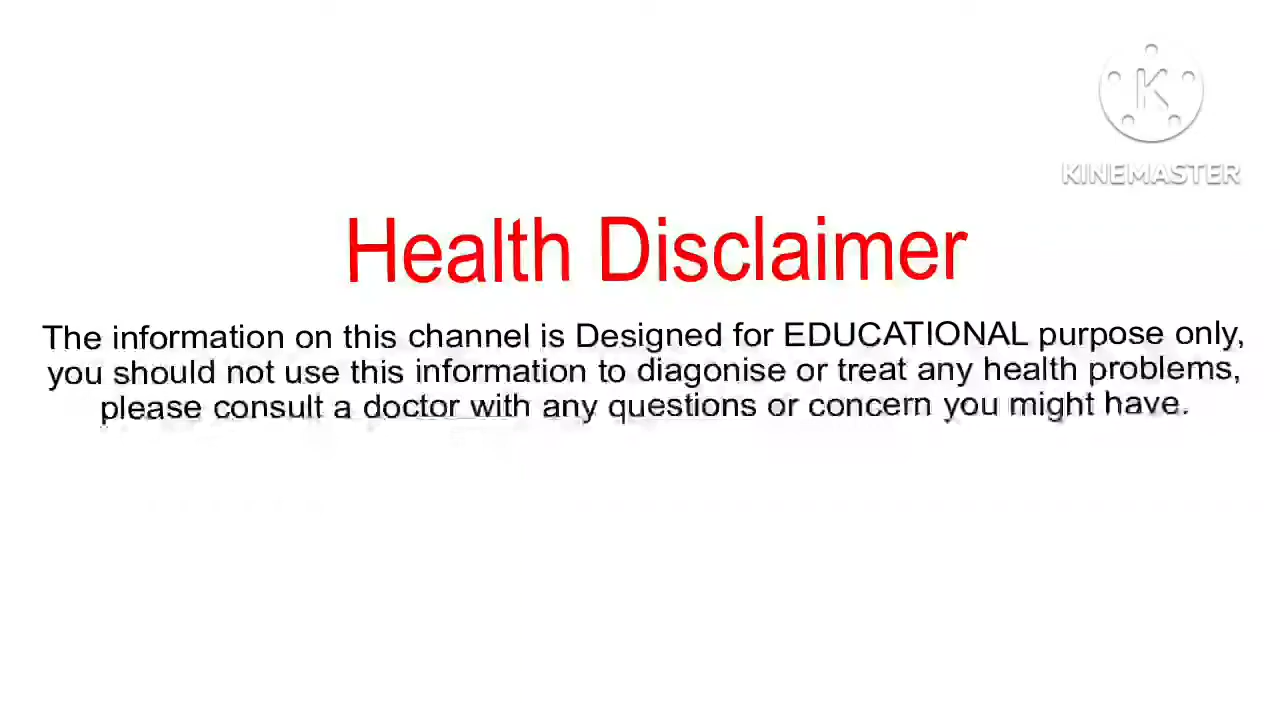 KINEMASTER
Health Disclaimer
The information on this channel is Designed for EDUCATIONAL purpose only,
you should not use this information to diagonise or treat any health problems,
please consult a doctor with any questions or concern you might have.